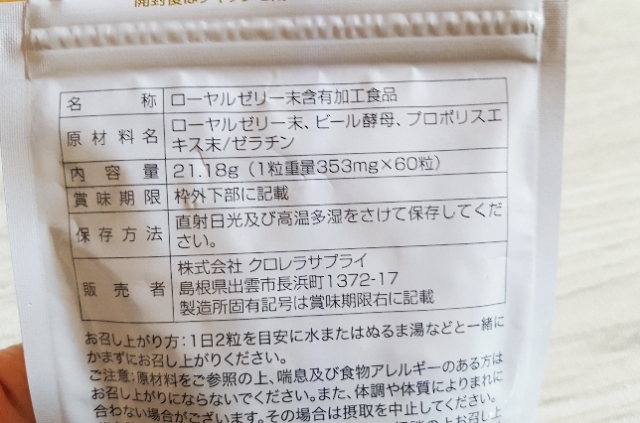 名称 ローヤルゼリー末含有加工食品
原材料名 ローヤルゼリー末、ビール酵母、プロポリスエ
キス末/ゼラチン
内容量 21.18g (1粒重量353mg×60粒)
賞味期限 枠外下部に記載
保存方法 直射日光及び高温多湿をさけて保存してくだ
さい。
販売者 株式会社 クロレラサプライ
島根県出雲市長浜町1372-17
製造所固有記号は賞味期限右に記載
お召し上がり方:1日2粒を目安に水またはぬるま湯などと一緒に
かまずにお召し上がりください。
ご注意:原材料をご参照の上、喘息及び食物アレルギーのある方は
お召し上がりにならないでください。また、体調や体質によりまれに
合わない場合がございます。その場合は摂取を中止してください。